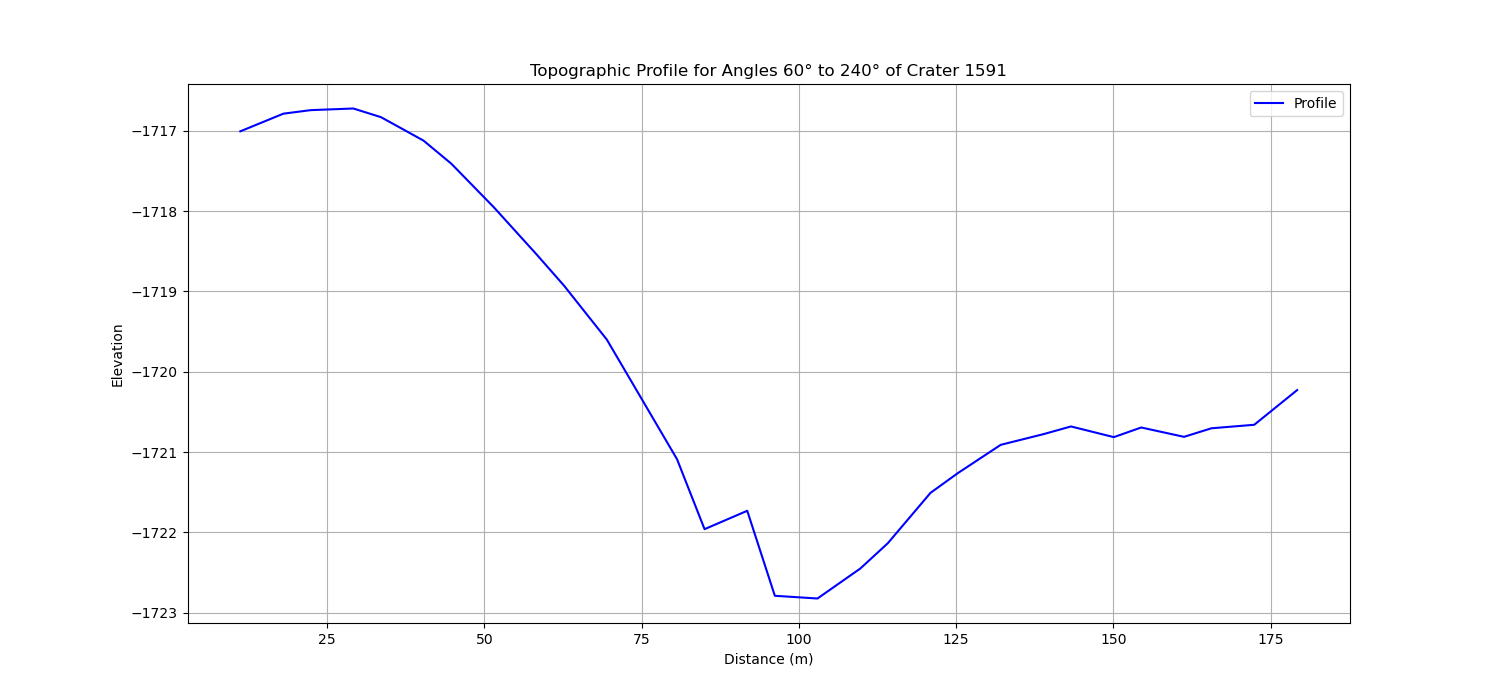 Topographic Profile for Angles 60° to 240° of Crater 1591
Profile
−1717
−1718
−1719
−1720
−1721
−1722
−1723
Elevation
25 50 75 100 125 150 175
Distance (m)